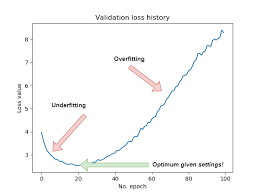 Validation loss history
8
7
6
5
4
3
Loss value
Overfitting
Underfitting
Optimum given settings!
0
20
40
60
80
100
No. epoch